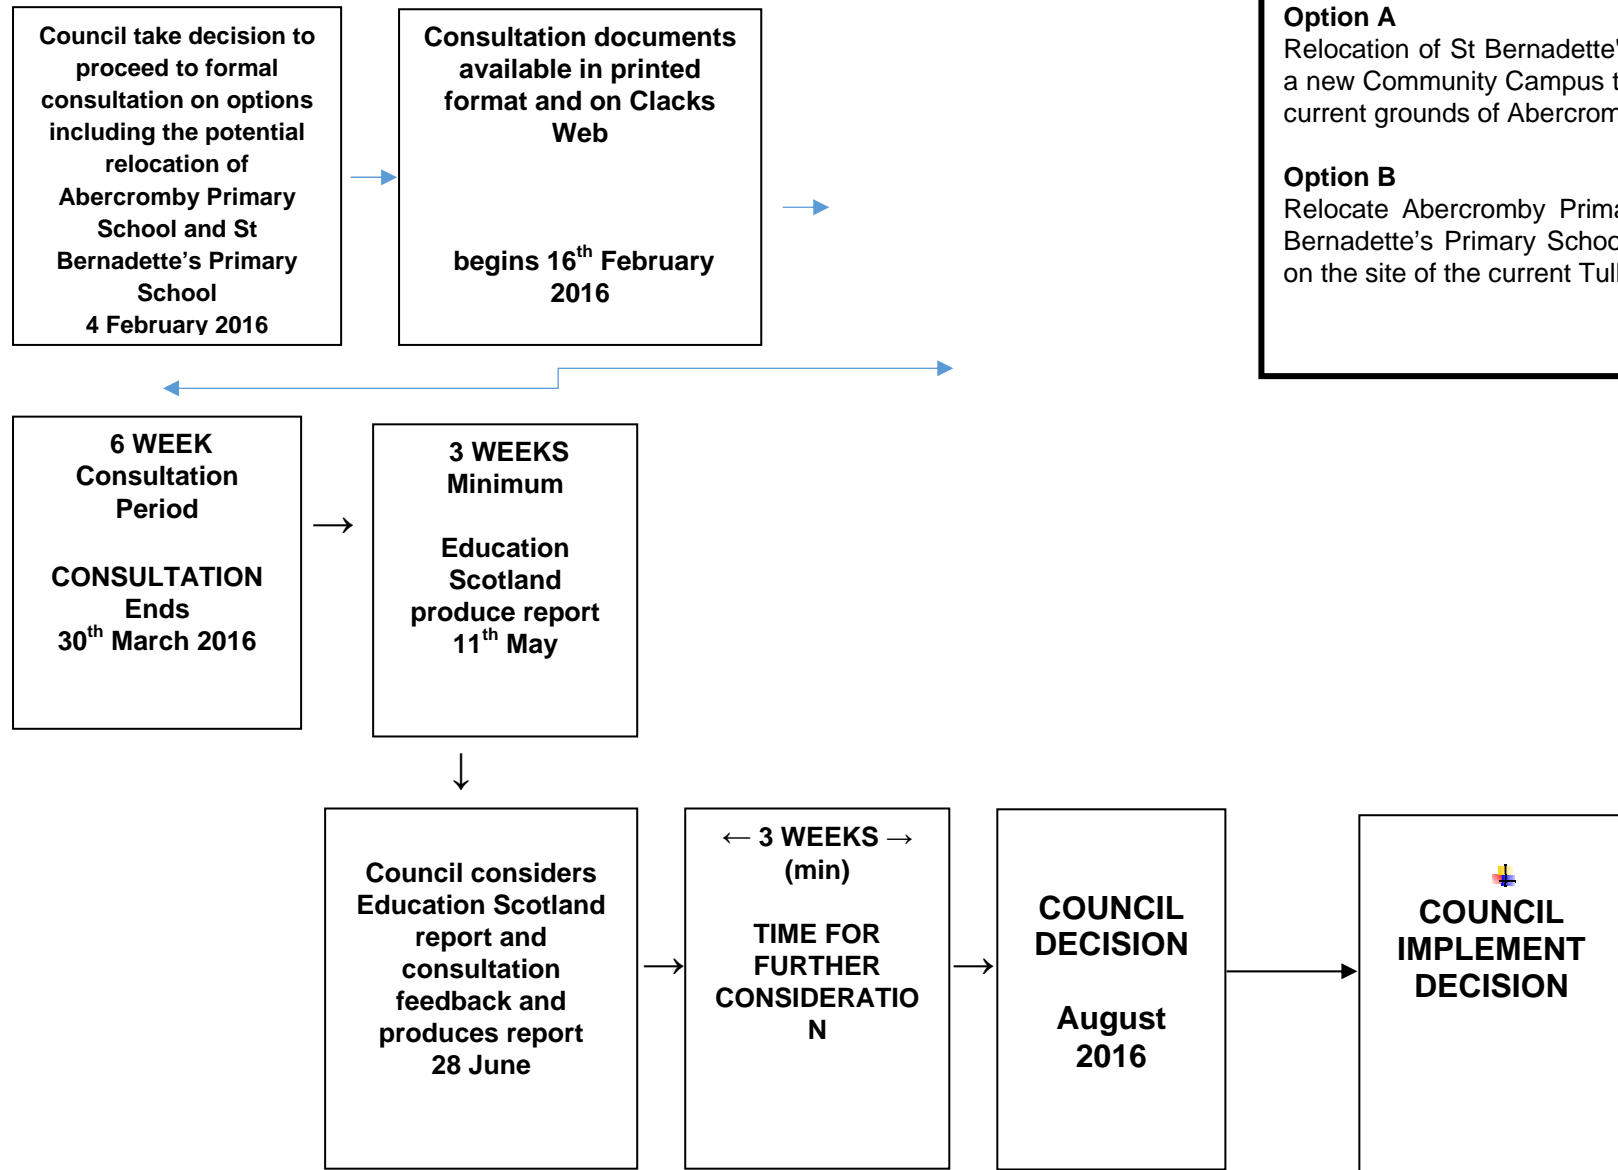 Council take decision to
proceed to formal
consultation on options
including the potential
relocation of
Abercromby Primary
School and St
Bernadette’s Primary
School
4 February 2016
Consultation documents
available in printed
format and on Clacks
Web
begins 16th February
2016
Option A
Relocation of St Bernadette'
a new Community Campus
current grounds of
Option B
Relocate Abercromby
Bernadette’s Primary
on the site of the current
6 WEEK
Consultation
Period
CONSULTATION
Ends
30th March 2016
3 WEEKS
Minimum
Education
Scotland
produce report
11th May
Council considers
Education Scotland
report and
consultation
feedback and
produces report
28 June
← 3 WEEKS →
(min)
TIME FOR
FURTHER
CONSIDERATIO
N
COUNCIL
DECISION
August
2016
COUNCIL
IMPLEMENT
DECISION